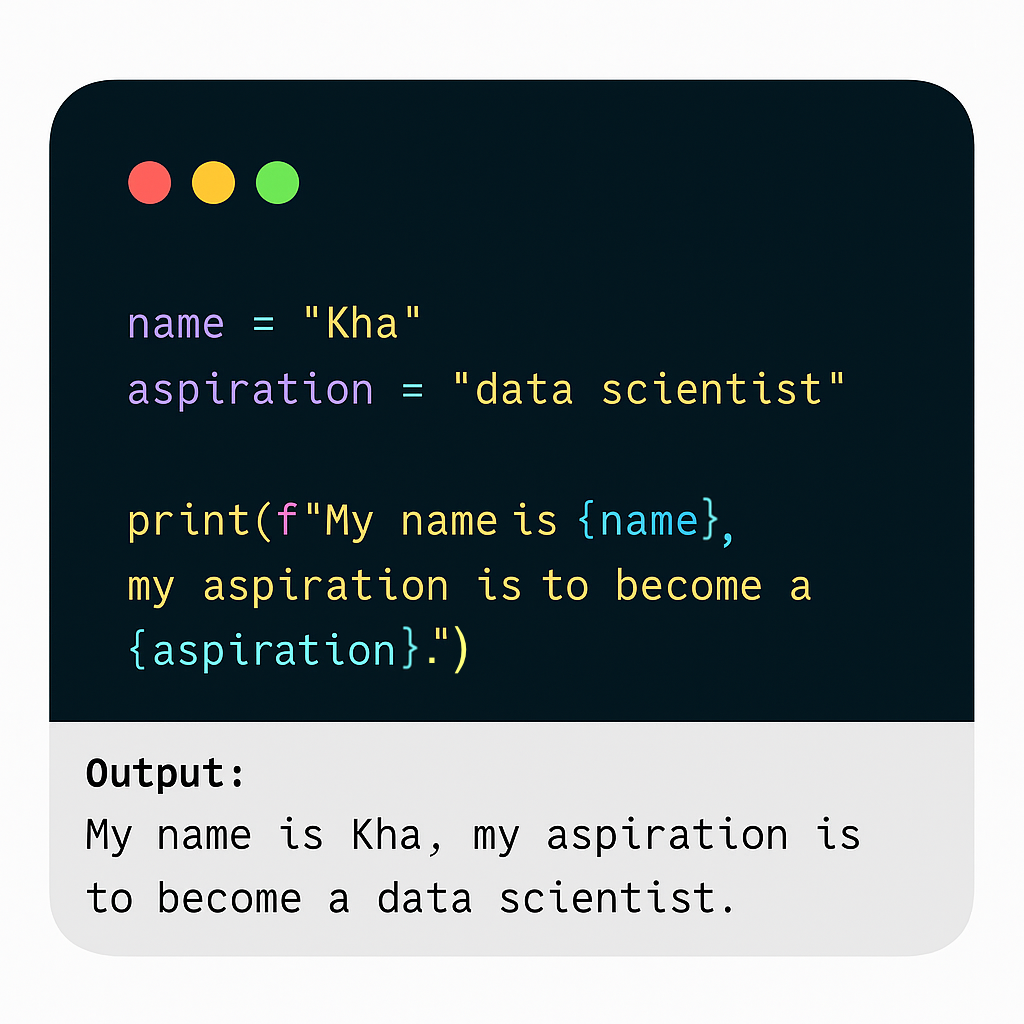 name = "Kha"
aspiration = "data scientist"
print(f"My name is {name},
my aspiration is to become a
{aspiration}.")
Output:
My name is Kha, my aspiration is
to become a data scientist.